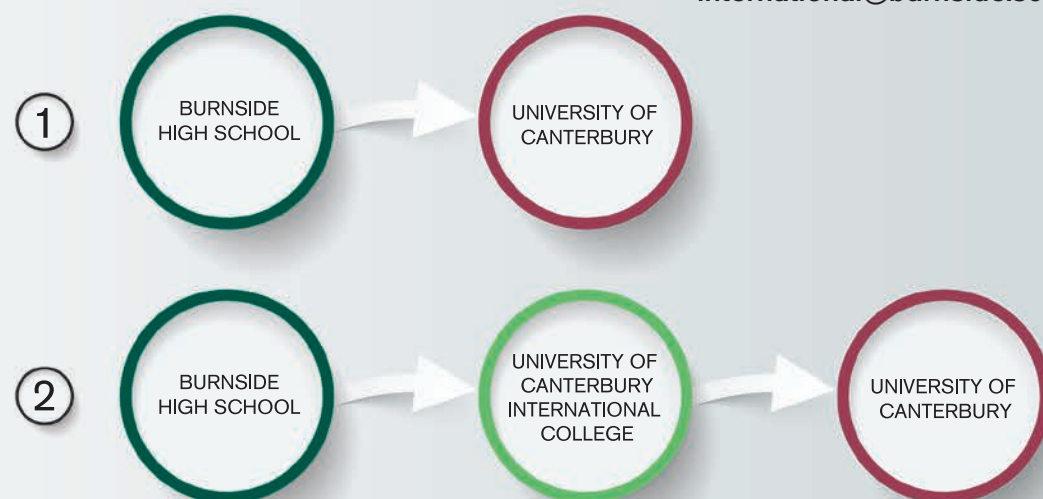 1
BURNSIDE
HIGH SCHOOL
UNIVERSITY OF
CANTERBURY
2
BURNSIDE
HIGH SCHOOL
UNIVERSITY OF
CANTERBURY
INTERNATIONAL
COLLEGE
UNIVERSITY OF
CANTERBURY